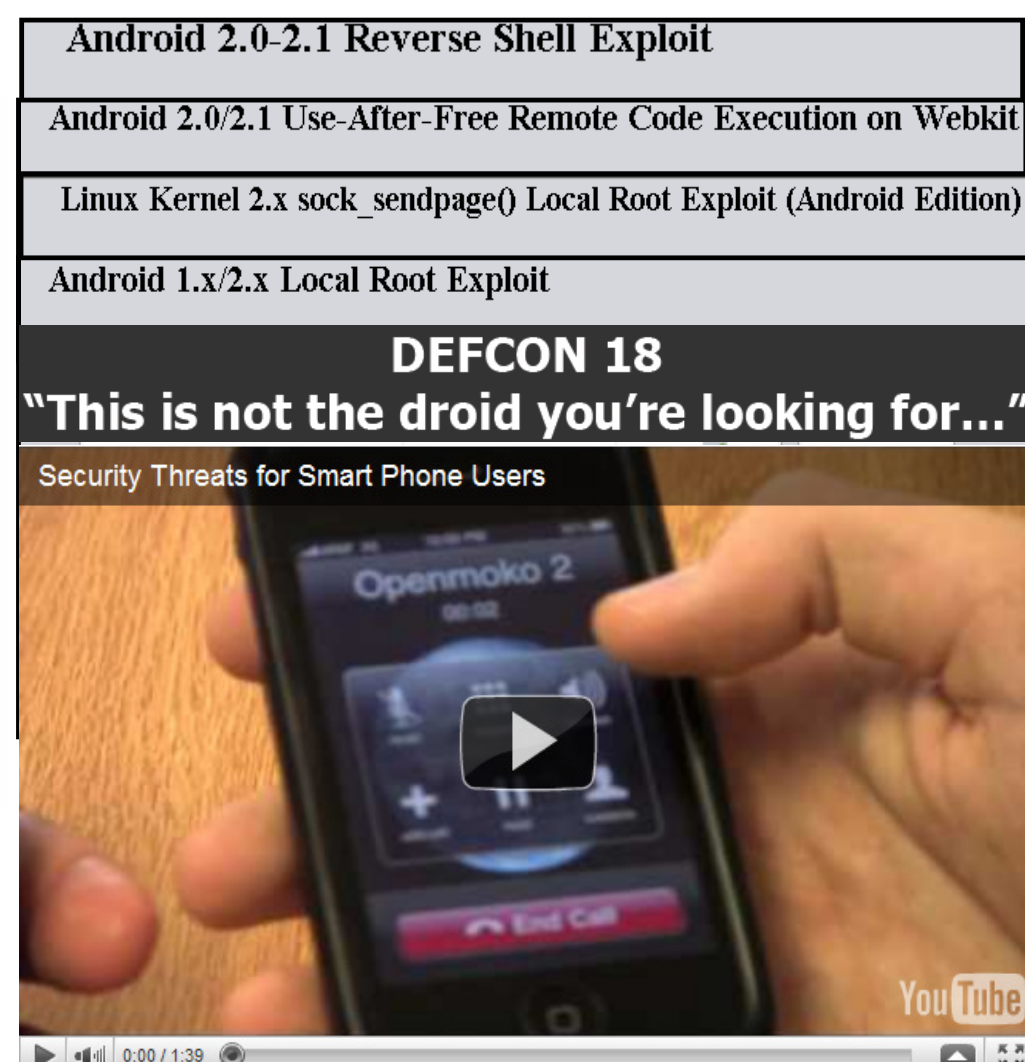 Android 2.0-2.1 Reverse Shell Exploit
Android 2.0/2.1 Use-After-Free Remote Code Execution on Webkit
Linux Kernel 2.x sock_sendpage() Local Root Exploit (Android Edition)
Android 1.x/2.x Local Root Exploit
DEFCON 18
“This is not the droid you’re looking for...”
Security Threats for Smart Phone Users
Openmoko 2
00:02
End Call
YouTube
0:00 / 1:39